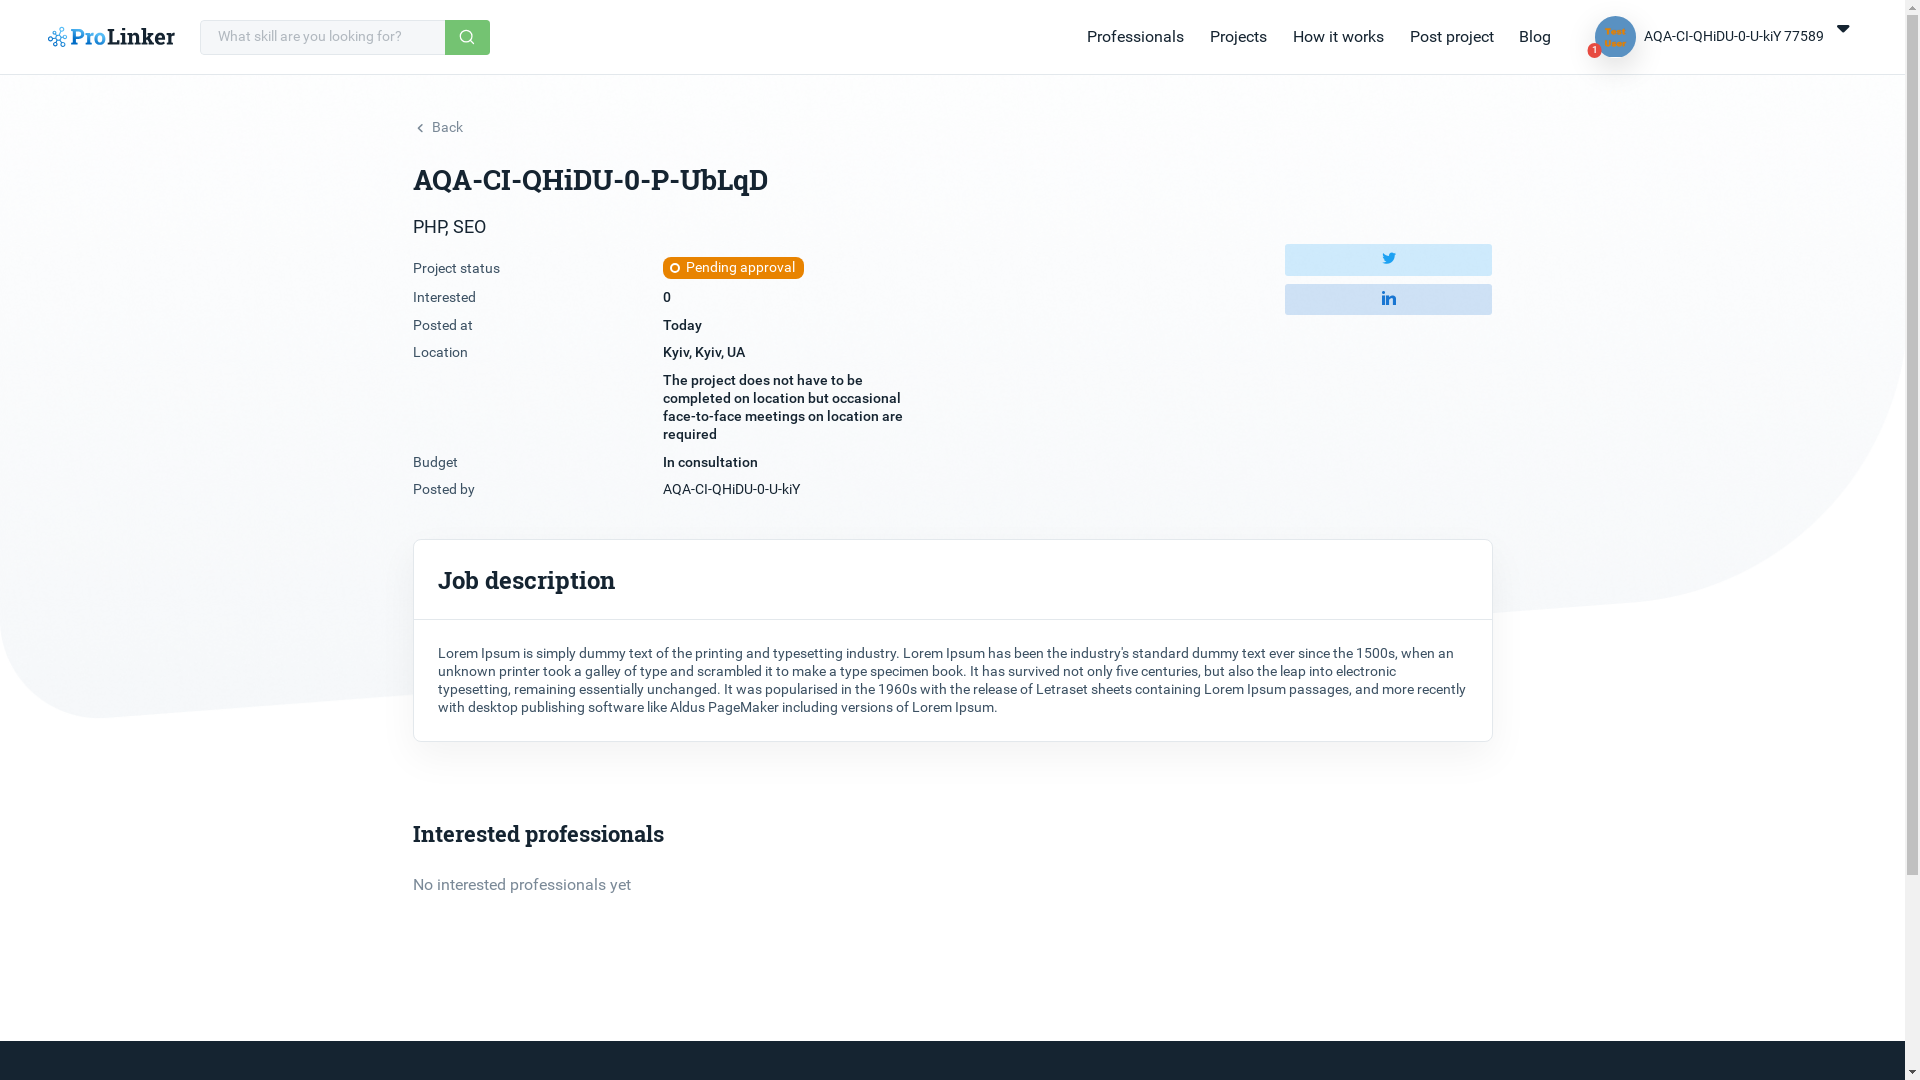 ProLinker
What skill are you looking for?
Professionals
Projects
How it works
Post project
Blog
Test
User
1
AQA-CI-QHiDU-0-U-kiY 77589
Back
AQA-CI-QHiDU-0-P-UbLqD
PHP, SEO
Project status
Pending approval
Interested
0
Posted at
Today
Location
Kyiv, Kyiv, UA
The project does not have to be
completed on location but occasional
face-to-face meetings on location are
required
Budget
In consultation
Posted by
AQA-CI-QHiDU-0-U-kiY
in
Job description
Lorem Ipsum is simply dummy text of the printing and typesetting industry. Lorem Ipsum has been the industry's standard dummy text ever since the 1500s, when an
unknown printer took a galley of type and scrambled it to make a type specimen book. It has survived not only five centuries, but also the leap into electronic
typesetting, remaining essentially unchanged. It was popularised in the 1960s with the release of Letraset sheets containing Lorem Ipsum passages, and more recently
with desktop publishing software like Aldus PageMaker including versions of Lorem Ipsum.
Interested professionals
No interested professionals yet